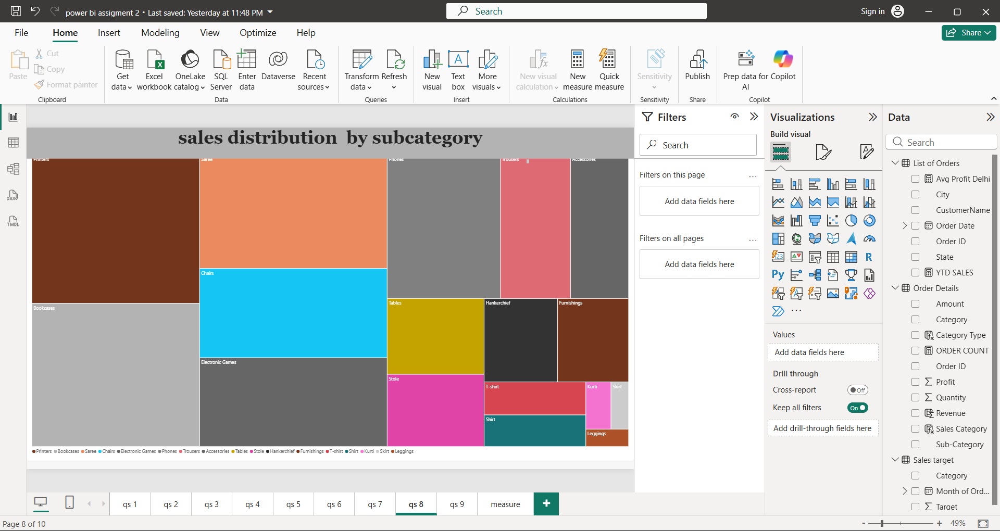 power bi assigment 2 • Last saved: Yesterday at 11:48 PM
Search
Sign in
File Home Insert Modeling View Optimize Help
Share
Paste
Cut
Copy
Format painter
Clipboard
Get data
Excel workbook
OneLake catalog
SQL Server
Enter data
Dataverse
Recent sources
Data
Transform data
Refresh
Queries
New visual
Text box
More visuals
Insert
New visual calculation
New measure
Quick measure
Calculations
Sensitivity
Sensitivity
Publish
Share
Prep data for AI
Copilot
Copilot
DAX
TMDL
sales distribution by subcategory
Printers
Saree
Phones
Trousers
Accessories
Chairs
Bookcases
Tables
Hankerchief
Furnishings
Electronic Games
Stole
T-shirt
Kurti
Skirt
Shirt
Leggings
Printers Bookcases Saree Chairs Electronic Games Phones Trousers Accessories Tables Stole Hankerchief Furnishings T-shirt Shirt Kurti Skirt Leggings
Filters
Search
Filters on this page
Add data fields here
Filters on all pages
Add data fields here
Visualizations
Build visual
123
R
Py
Values
Add data fields here
Drill through
Cross-report
Off
Keep all filters
On
Add drill-through fields here
Data
Search
List of Orders
Avg Profit Delhi
City
CustomerName
Order Date
Order ID
State
YTD SALES
Order Details
Amount
Category
Category Type
ORDER COUNT
Order ID
Profit
Quantity
Revenue
Sales Category
Sub-Category
Sales target
Category
Month of Ord...
Target
qs 1 qs 2 qs 3 qs 4 qs 5 qs 6 qs 7 qs 8 qs 9 measure +
Page 8 of 10
- + 49%